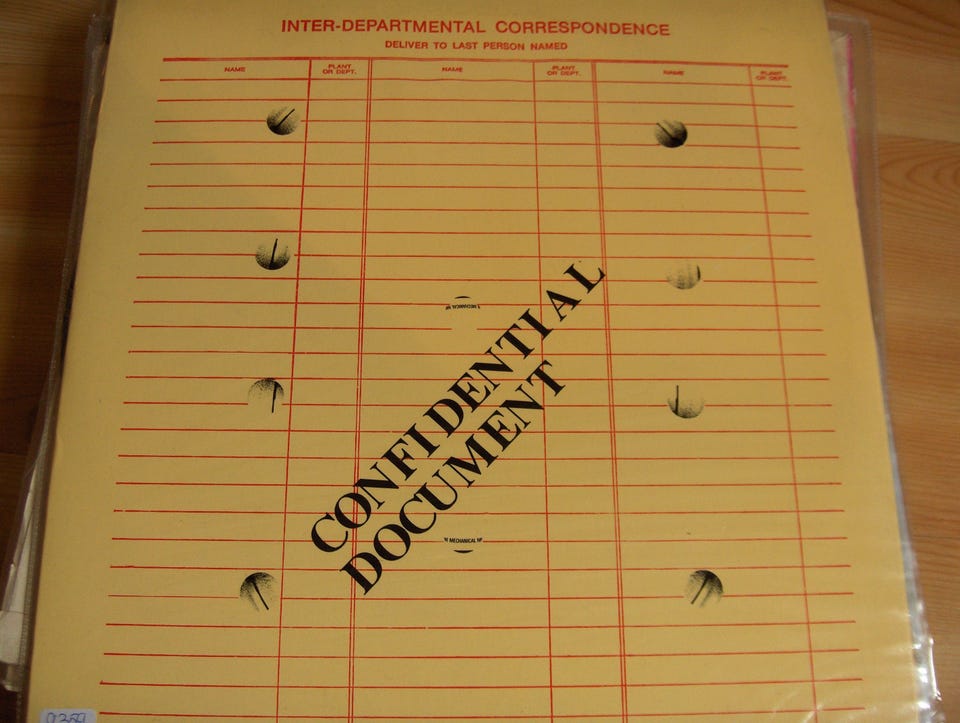 INTER-DEPARTMENTAL CORRESPONDENCE
DELIVER TO LAST PERSON NAMED
NAME PLANT OR DEPT. NAME PLANT OR DEPT. NAME PLANT OR DEPT.
CONFIDENTIAL
DOCUMENT
MECHANICAL
MECHANICAL